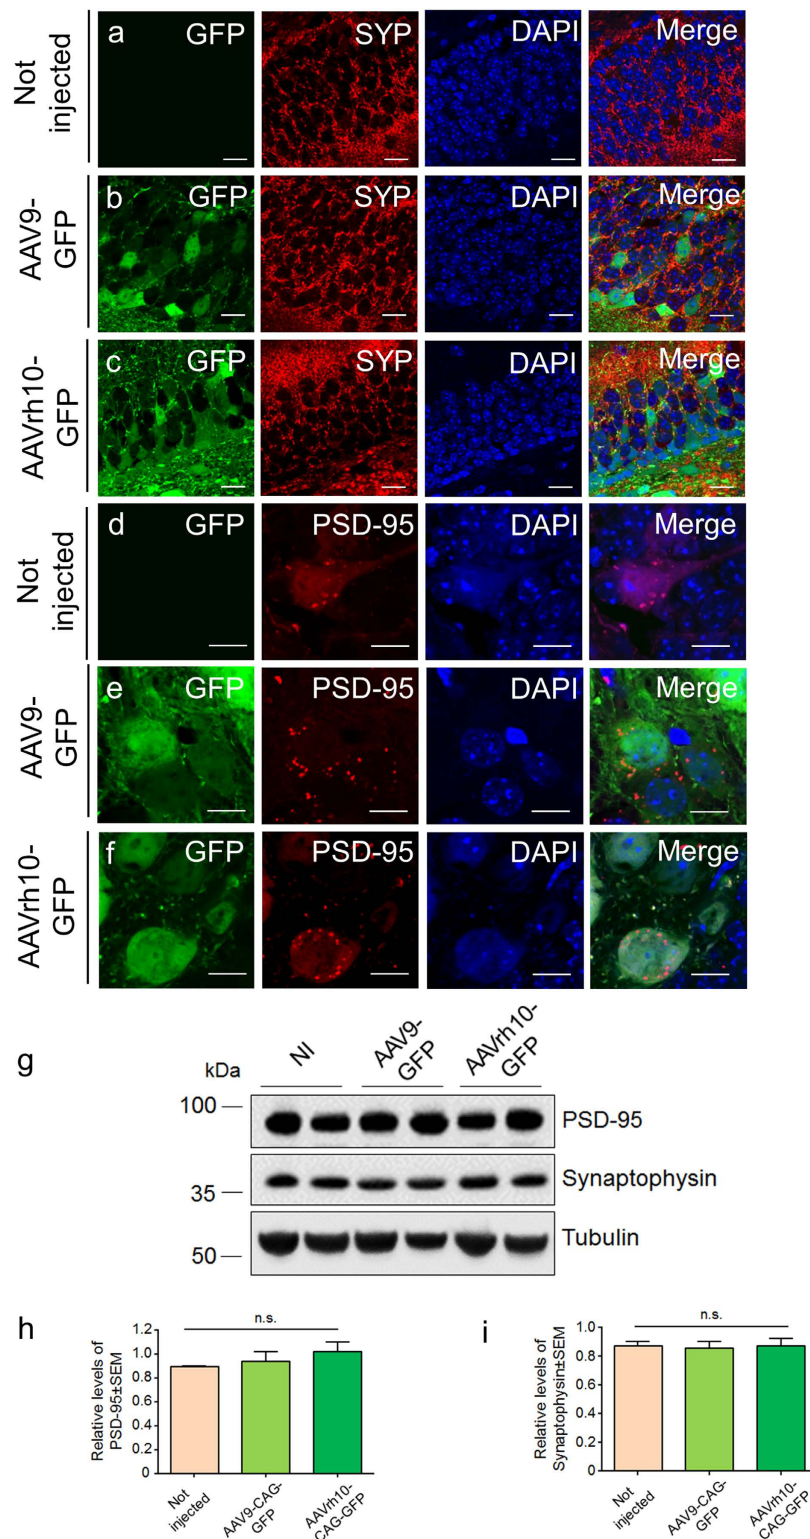 Not
injected
a
GFP
SYP
DAPI
Merge
AAV9-
GFP
b
GFP
SYP
DAPI
Merge
AAVrh10-
GFP
c
GFP
SYP
DAPI
Merge
Not
injected
d
GFP
PSD-95
DAPI
Merge
AAV9-
GFP
e
GFP
PSD-95
DAPI
Merge
AAVrh10-
GFP
f
GFP
PSD-95
DAPI
Merge
g
kDa
NI
AAV9-
GFP
AAVrh10-
GFP
100
PSD-95
35
Synaptophysin
50
Tubulin
h
n.s.
Relative levels of
PSD-95±SEM
1.2
1.0
0.8
0.6
0.4
0.2
0
Not
injected
AAV9-CAG-
GFP
AAVrh10-
CAG-GFP
i
n.s.
Relative levels of
Synaptophysin±SEM
1.0
0.8
0.6
0.4
0.2
0
Not
injected
AAV9-CAG-
GFP
AAVrh10-
CAG-GFP